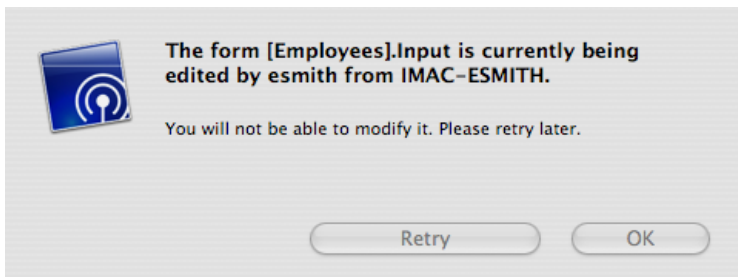 The form [Employees].Input is currently being
edited by esmith from IMAC-ESMITH.
You will not be able to modify it. Please retry later.
Retry
OK